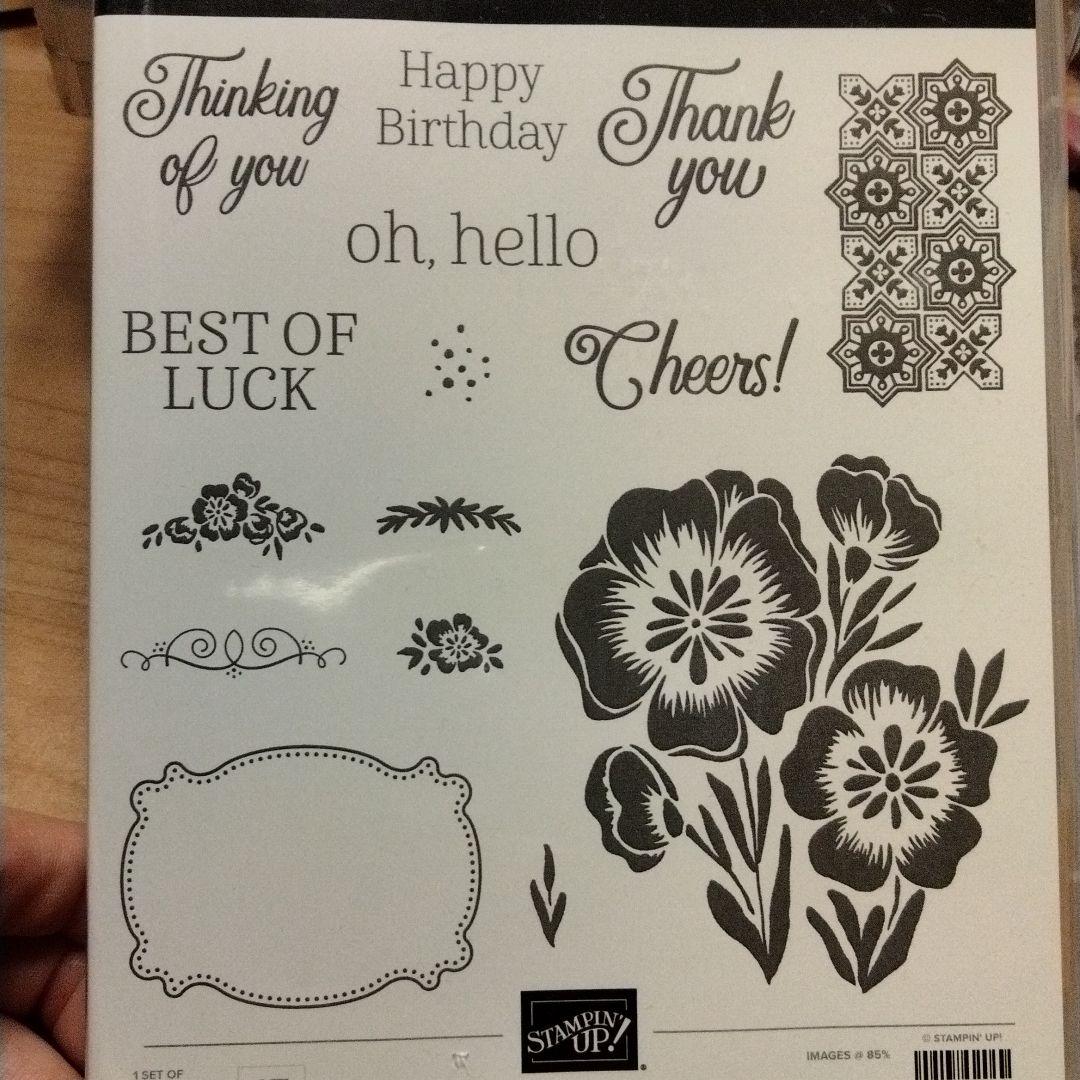 Thinking
of you
Happy
Birthday
Thank
you
oh, hello
BEST OF
LUCK
Cheers!
STAMPIN'
UP!
®
© STAMPIN' UP!
IMAGES @ 85%
1 SET OF